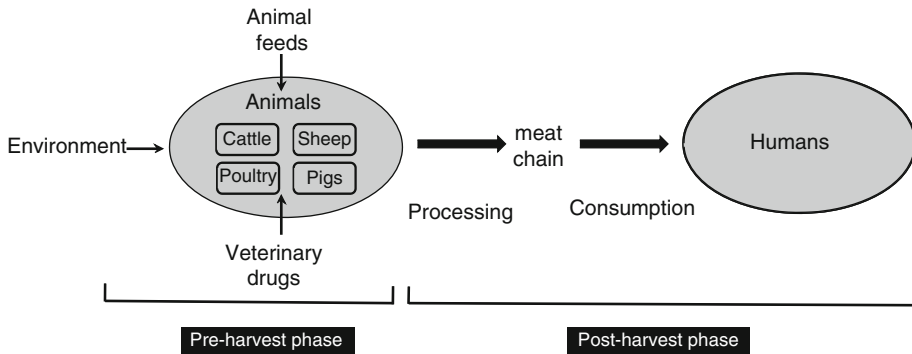 Animal
feeds
Animals
Environment
Cattle
Sheep
Poultry
Pigs
Veterinary
drugs
Processing
meat
chain
Consumption
Humans
Pre-harvest phase
Post-harvest phase